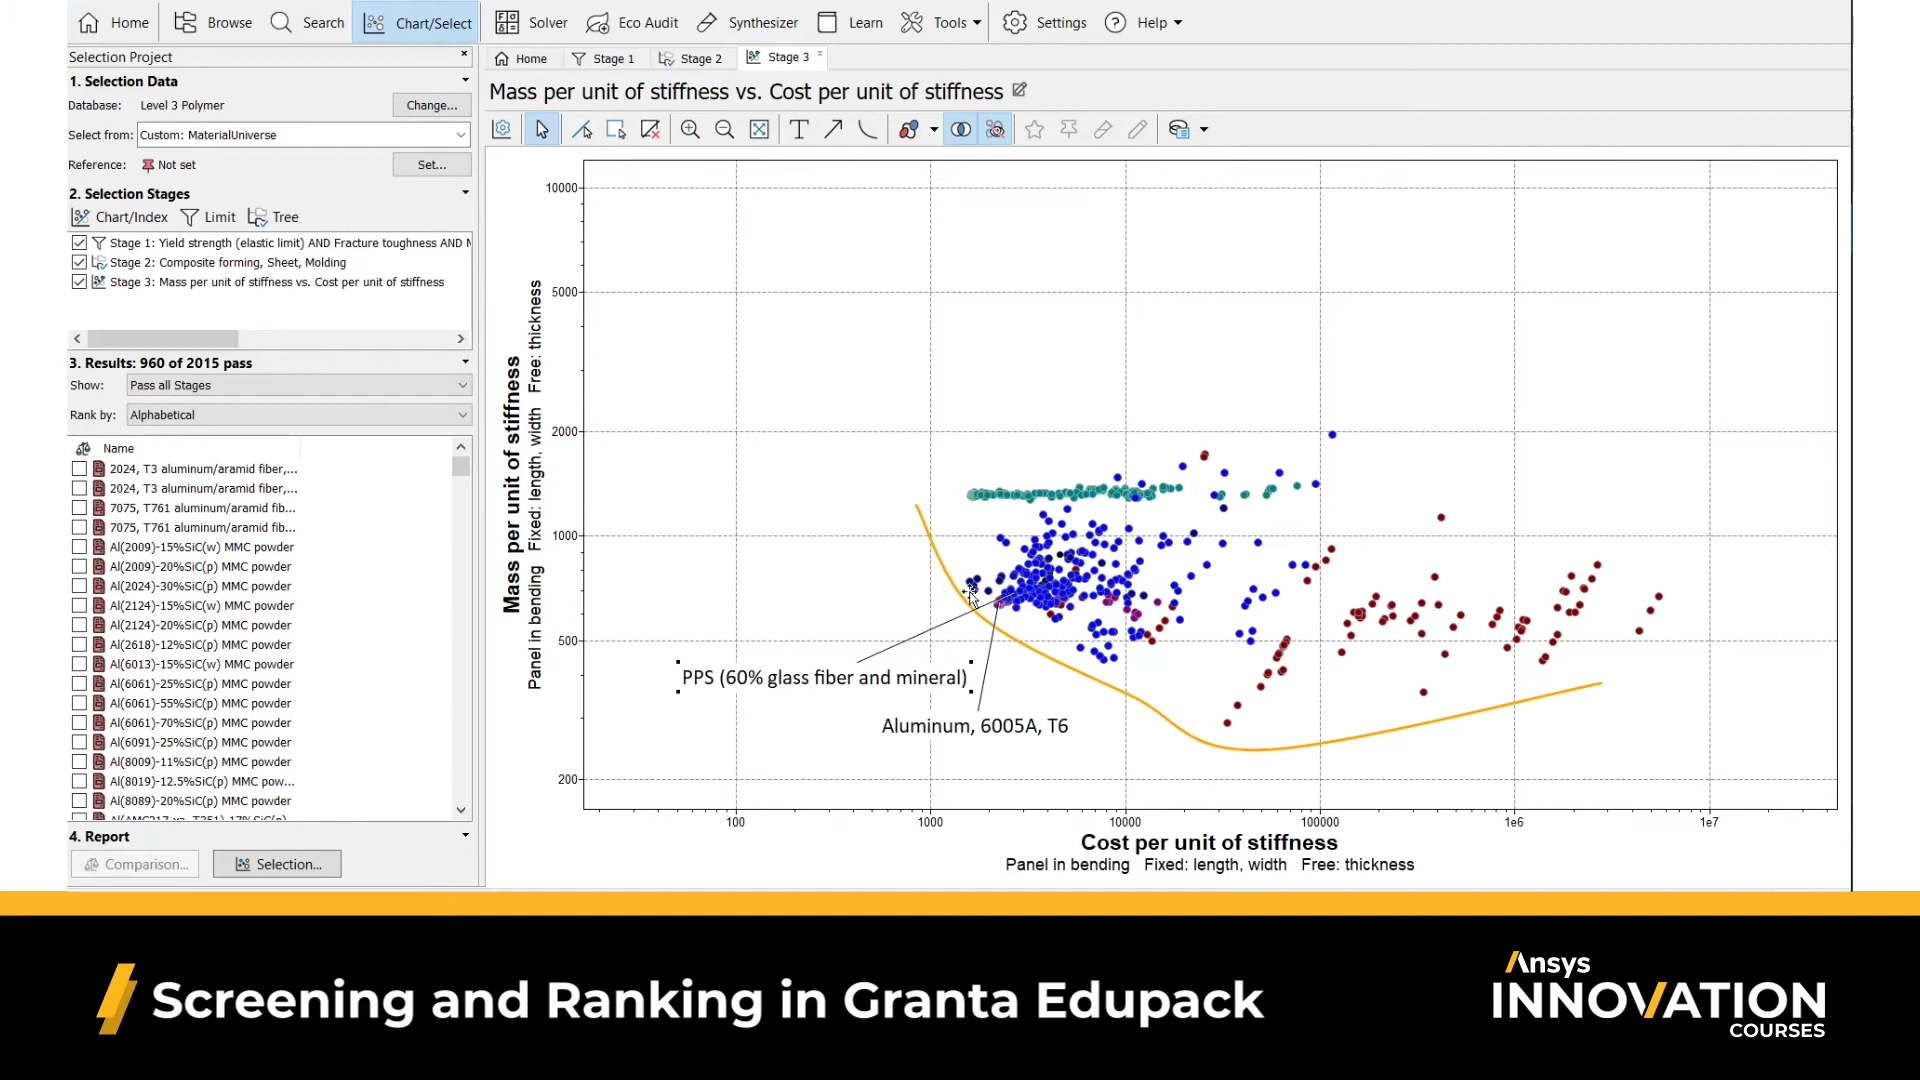 Home Browse Search Chart/Select Solver Eco Audit Synthesizer Learn Tools Settings Help
Selection Project
1. Selection Data
Database: Level 3 Polymer Change...
Select from: Custom: MaterialUniverse
Reference: Not set Set...
2. Selection Stages
Chart/Index Limit Tree
Stage 1: Yield strength (elastic limit) AND Fracture toughness AND
Stage 2: Composite forming, Sheet, Molding
Stage 3: Mass per unit of stiffness vs. Cost per unit of stiffness
3. Results: 960 of 2015 pass
Show: Pass all Stages
Rank by: Alphabetical
Name
2024, T3 aluminum/aramid fiber,...
2024, T3 aluminum/aramid fiber,...
7075, T761 aluminum/aramid fib...
7075, T761 aluminum/aramid fib...
Al(2009)-15%SiC(w) MMC powder
Al(2009)-20%SiC(p) MMC powder
Al(2024)-30%SiC(p) MMC powder
Al(2124)-15%SiC(w) MMC powder
Al(2124)-20%SiC(p) MMC powder
Al(2618)-12%SiC(p) MMC powder
Al(6013)-15%SiC(w) MMC powder
Al(6061)-25%SiC(p) MMC powder
Al(6061)-55%SiC(p) MMC powder
Al(6061)-70%SiC(p) MMC powder
Al(6091)-25%SiC(p) MMC powder
Al(8009)-11%SiC(p) MMC powder
Al(8019)-12.5%SiC(p) MMC pow...
Al(8089)-20%SiC(p) MMC powder
4. Report
Comparison... Selection...
Home Stage 1 Stage 2 Stage 3
Mass per unit of stiffness vs. Cost per unit of stiffness
Mass per unit of stiffness
Panel in bending Fixed: length, width Free: thickness
10000
5000
2000
1000
500
200
PPS (60% glass fiber and mineral)
Aluminum, 6005A, T6
100 1000 10000 100000 1e6 1e7
Cost per unit of stiffness
Panel in bending Fixed: length, width Free: thickness
Screening and Ranking in Granta Edupack
Ansys
INNOVATION
COURSES